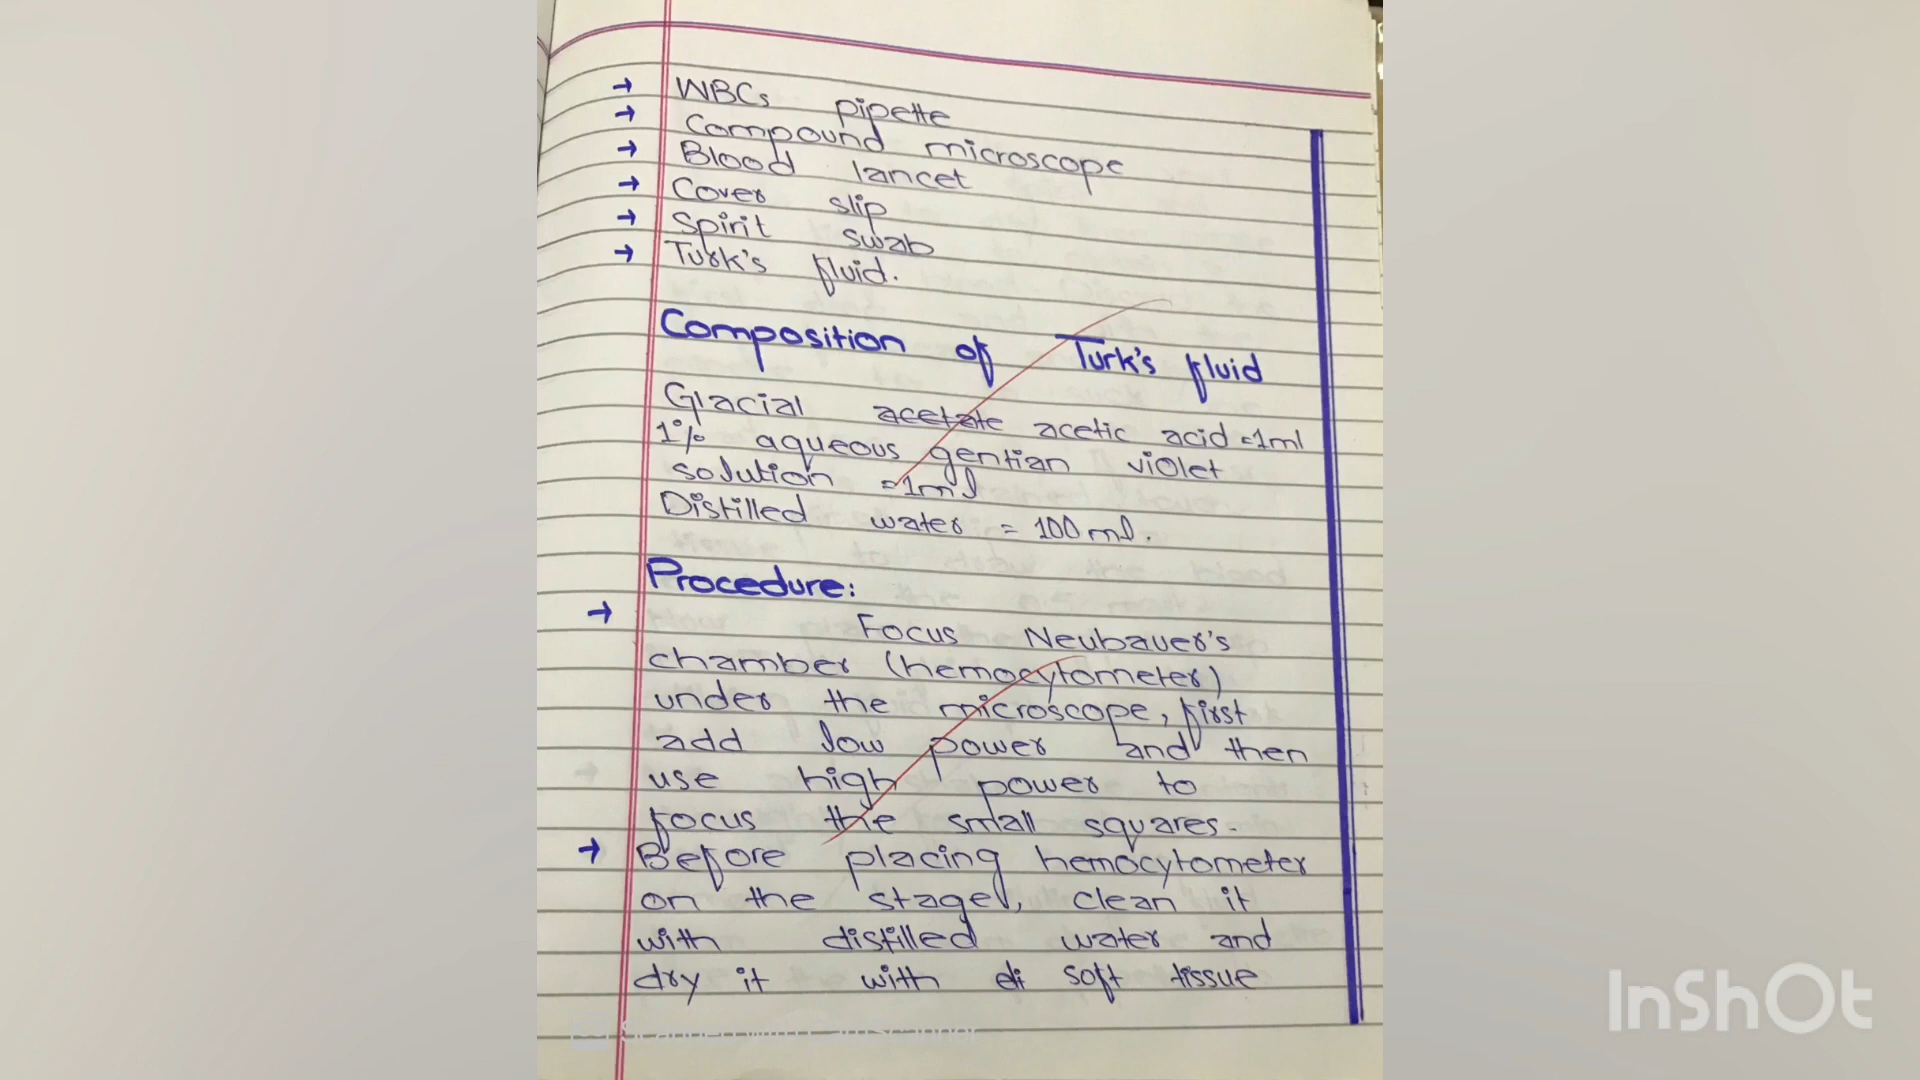 → WBCs pipette
→ Compound microscope
→ Blood lancet
→ Cover slip
→ Spirit swab
→ Turk's fluid.
Composition of Turk's fluid
Glacial acetate acetic acid =1ml
1% aqueous gentian violet
solution =1ml
Distilled water = 100ml.
Procedure:
→ Focus Neubauer's
chamber (hemocytometer)
under the microscope, first
add low power and then
use high power to
focus the small squares.
→ Before placing hemocytometer
on the stage, clean it
with distilled water and
dry it with di soft tissue
InShOt